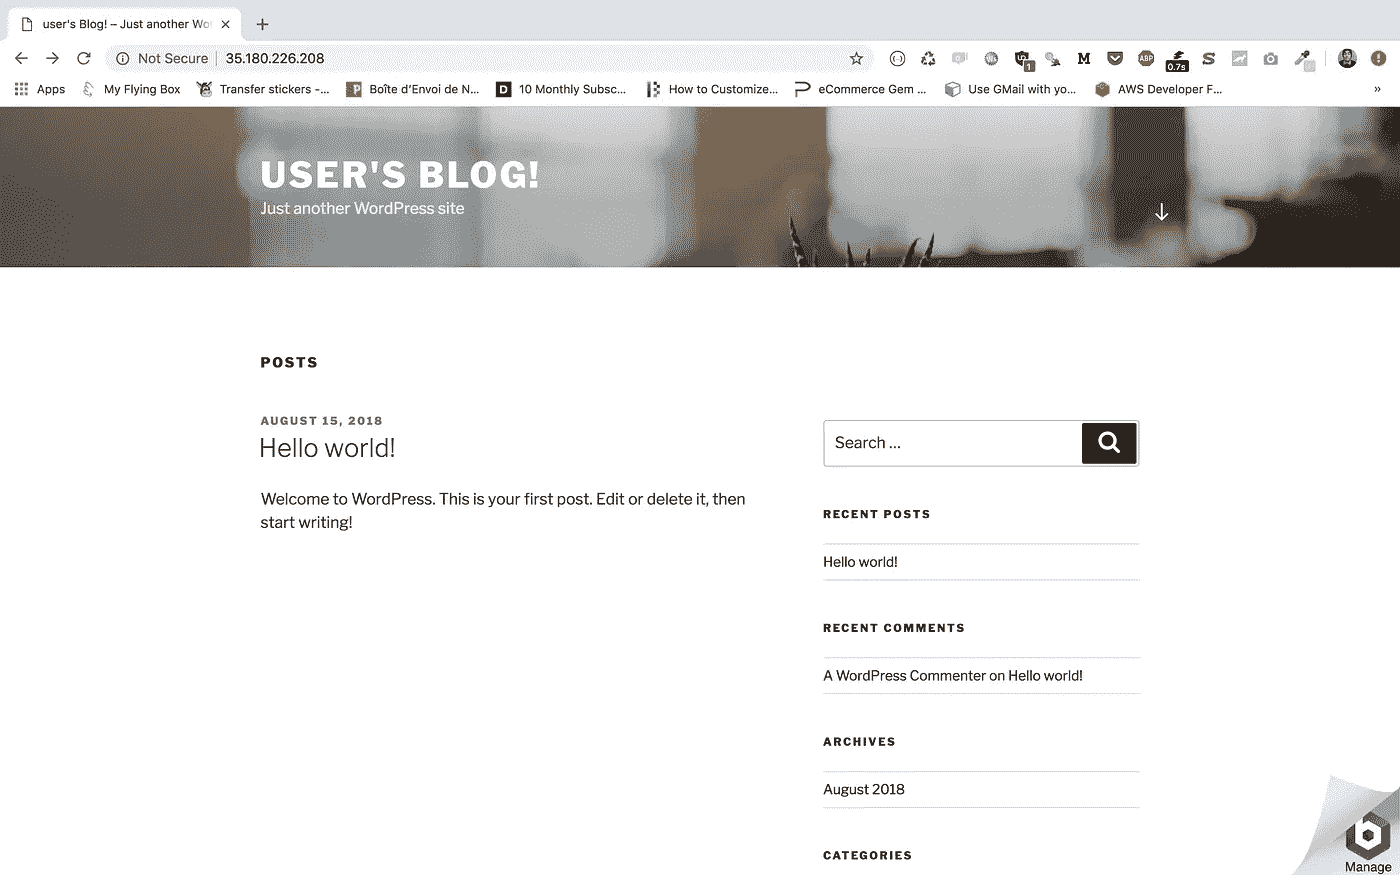 user's Blog! – Just another Wo
Not Secure
35.180.226.208
1
M
ABP
0.7s
S
Apps
My Flying Box
Transfer stickers -...
Boîte d'Envoi de N...
D
10 Monthly Subsc...
How to Customize...
eCommerce Gem ...
Use GMail with yo...
AWS Developer F...
»
USER'S BLOG!
Just another WordPress site
POSTS
AUGUST 15, 2018
Hello world!
Welcome to WordPress. This is your first post. Edit or delete it, then
start writing!
Search ...
RECENT POSTS
Hello world!
RECENT COMMENTS
A WordPress Commenter on Hello world!
ARCHIVES
August 2018
CATEGORIES
b
Manage